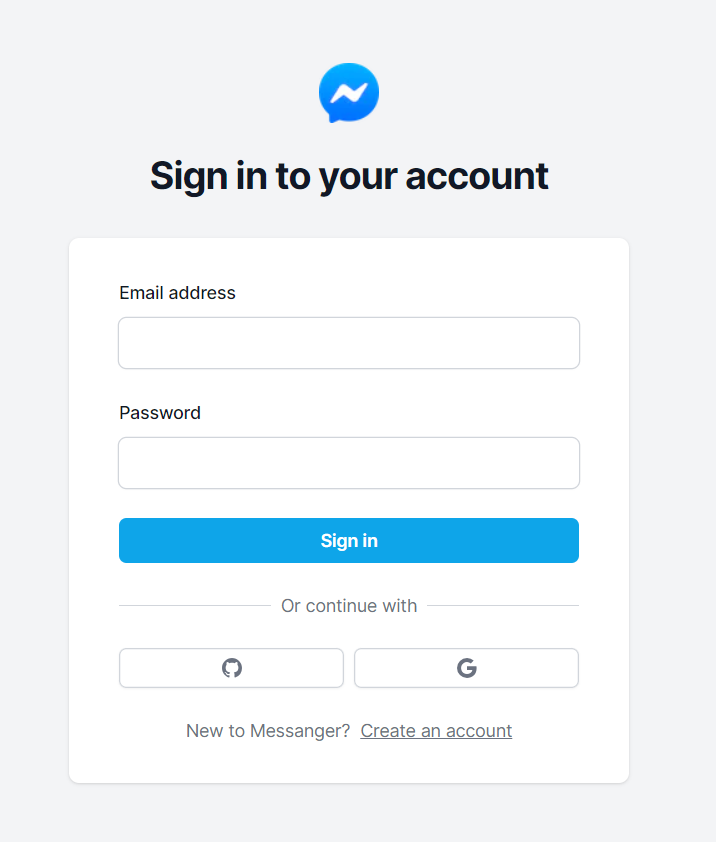 Sign in to your account
Email address
Password
Sign in
Or continue with
New to Messanger? Create an account